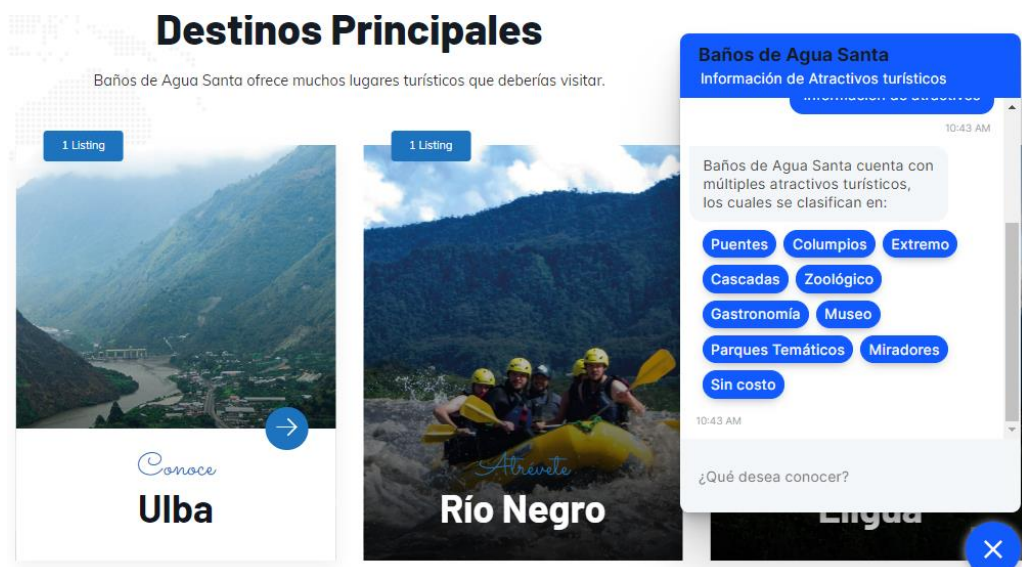 Destinos Principales
Baños de Agua Santa ofrece muchos lugares turísticos que deberías visitar.
1 Listing
Conoce
Ulba
1 Listing
Atrévete
Río Negro
Baños de Agua Santa
Información de Atractivos turísticos
Información de atractivos
10:43 AM
Baños de Agua Santa cuenta con
múltiples atractivos turísticos,
los cuales se clasifican en:
Puentes Columpios Extremo
Cascadas Zoológico
Gastronomía Museo
Parques Temáticos Miradores
Sin costo
10:43 AM
¿Qué desea conocer?